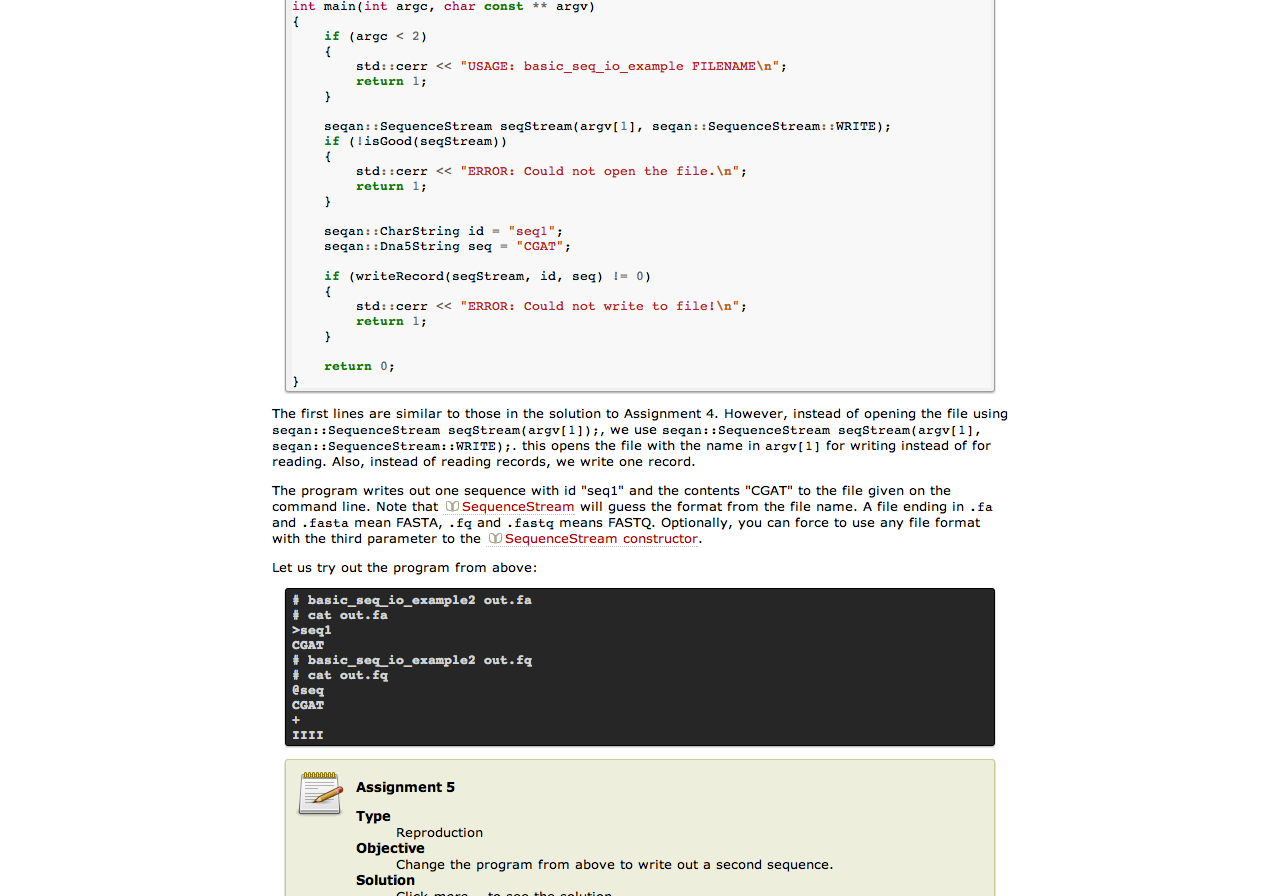 int main(int argc, char const ** argv)
{
    if (argc < 2)
    {
        std::cerr << "USAGE: basic_seq_io_example FILENAME\n";
        return 1;
    }

    seqan::SequenceStream seqStream(argv[1], seqan::SequenceStream::WRITE);
    if (!isGood(seqStream))
    {
        std::cerr << "ERROR: Could not open the file.\n";
        return 1;
    }

    seqan::CharString id = "seq1";
    seqan::Dna5String seq = "CGAT";

    if (writeRecord(seqStream, id, seq) != 0)
    {
        std::cerr << "ERROR: Could not write to file!\n";
        return 1;
    }

    return 0;
}
The first lines are similar to those in the solution to Assignment 4. However, instead of opening the file using
seqan::SequenceStream seqStream(argv[1]);, we use seqan::SequenceStream seqStream(argv[1],
seqan::SequenceStream::WRITE);. this opens the file with the name in argv[1] for writing instead of for
reading. Also, instead of reading records, we write one record.
The program writes out one sequence with id "seq1" and the contents "CGAT" to the file given on the
command line. Note that SequenceStream will guess the format from the file name. A file ending in .fa
and .fasta mean FASTA, .fq and .fastq means FASTQ. Optionally, you can force to use any file format
with the third parameter to the SequenceStream constructor.
Let us try out the program from above:
# basic_seq_io_example2 out.fa
# cat out.fa
>seq1
CGAT
# basic_seq_io_example2 out.fq
# cat out.fq
@seq
CGAT
+
IIII
Assignment 5
Type
Reproduction
Objective
Change the program from above to write out a second sequence.
Solution
Click more... to see the solution.